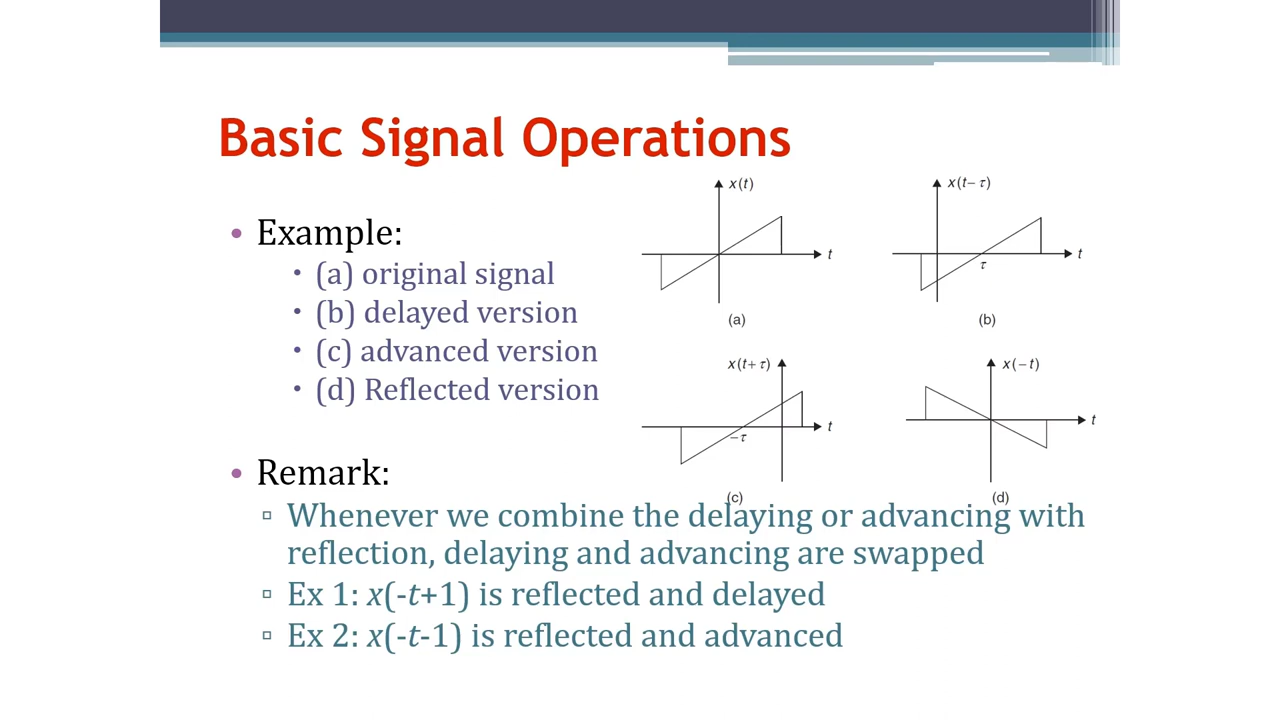 Basic Signal Operations
• Example:
▪ (a) original signal
▪ (b) delayed version
▪ (c) advanced version
▪ (d) Reflected version
x(t)
t
(a)
x(t− τ)
t
τ
(b)
x(t+ τ)
t
−τ
(c)
x(−t)
t
(d)
• Remark:
▫ Whenever we combine the delaying or advancing with
reflection, delaying and advancing are swapped
▫ Ex 1: x(-t+1) is reflected and delayed
▫ Ex 2: x(-t-1) is reflected and advanced